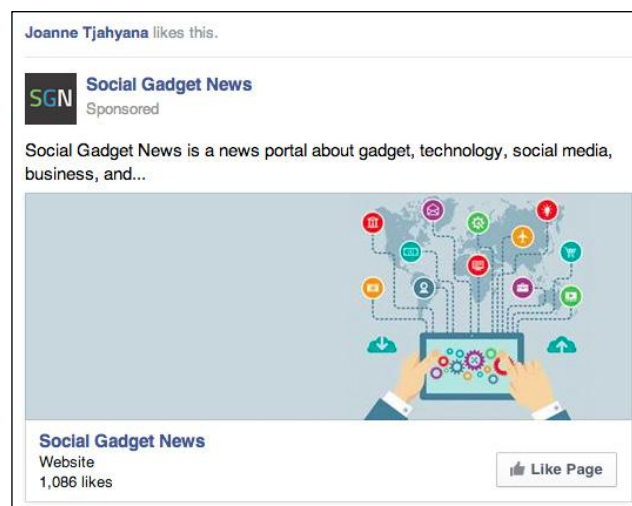 Joanne Tjahyana likes this.
SGN
Social Gadget News
Sponsored
Social Gadget News is a news portal about gadget, technology, social media,
business, and...
Social Gadget News
Website
1,086 likes
Like Page